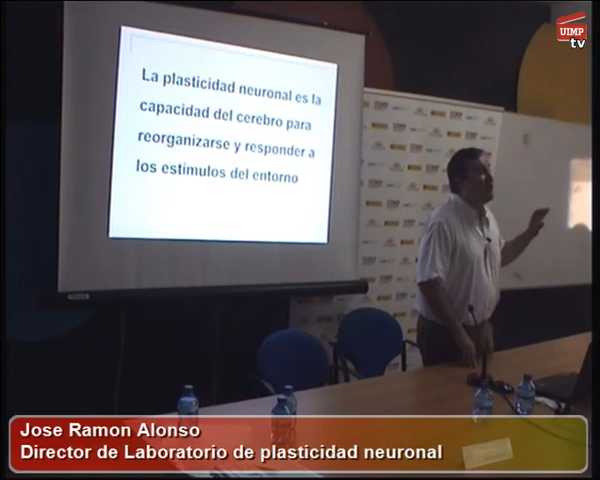 UIMP
tv
La plasticidad neuronal es la
capacidad del cerebro para
reorganizarse y responder a
los estímulos del entorno
Jose Ramon Alonso
Director de Laboratorio de plasticidad neuronal